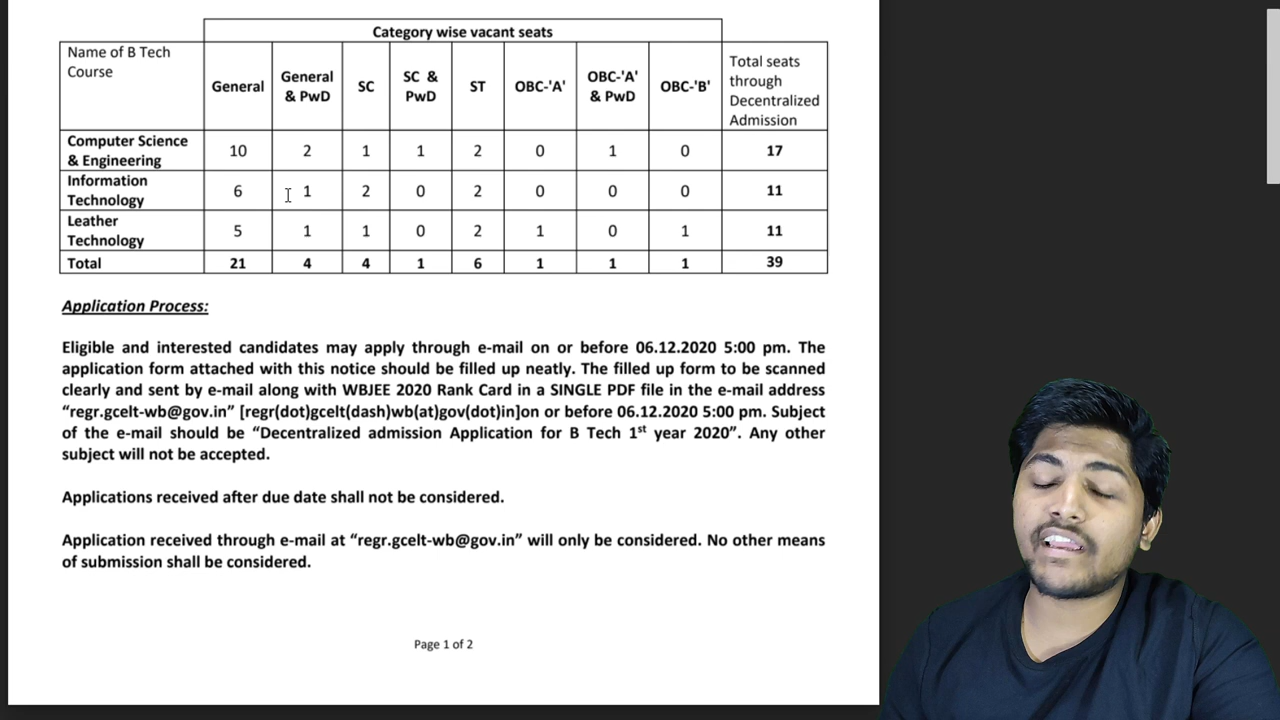 Category wise vacant seats
Name of B Tech Course
General
General & PwD
SC
SC & PwD
ST
OBC-'A'
OBC-'A' & PwD
OBC-'B'
Total seats through Decentralized Admission
Computer Science & Engineering 10 2 1 1 2 0 1 0 17
Information Technology 6 1 2 0 2 0 0 0 11
Leather Technology 5 1 1 0 2 1 0 1 11
Total 21 4 4 1 6 1 1 1 39
Application Process:
Eligible and interested candidates may apply through e-mail on or before 06.12.2020 5:00 pm. The
application form attached with this notice should be filled up neatly. The filled up form to be scanned
clearly and sent by e-mail along with WBJEE 2020 Rank Card in a SINGLE PDF file in the e-mail address
“regr.gcelt-wb@gov.in” [regr(dot)gcelt(dash)wb(at)gov(dot)in]on or before 06.12.2020 5:00 pm. Subject
of the e-mail should be “Decentralized admission Application for B Tech 1st year 2020”. Any other
subject will not be accepted.
Applications received after due date shall not be considered.
Application received through e-mail at “regr.gcelt-wb@gov.in” will only be considered. No other means
of submission shall be considered.
Page 1 of 2